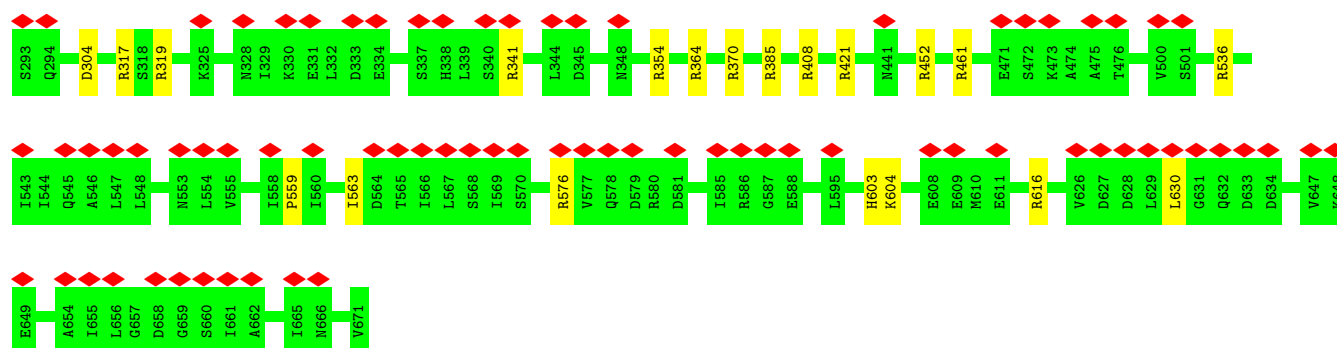 S293 Q294 D304 R317 S318 R319 K325 N328 I329 K330 E331 L332 D333 E334 S337 H338 L339 S340 R341 L344 D345 N348 R354 R364 R370 R385 R408 R421 N441 R452 R461 E471 S472 K473 A474 A475 T476 V500 S501 R536
I543 I544 Q545 A546 L547 L548 N553 L554 V555 I558 P559 I560 I563 D564 T565 I566 L567 S568 I569 S570 R576 V577 Q578 D579 R580 D581 I585 R586 G587 E588 L595 H603 K604 E608 E609 M610 E611 R616 V626 D627 D628 L629 L630 G631 Q632 D633 D634 V647 K648
E649 A654 I655 L656 G657 D658 G659 S660 I661 A662 I665 N666 V671